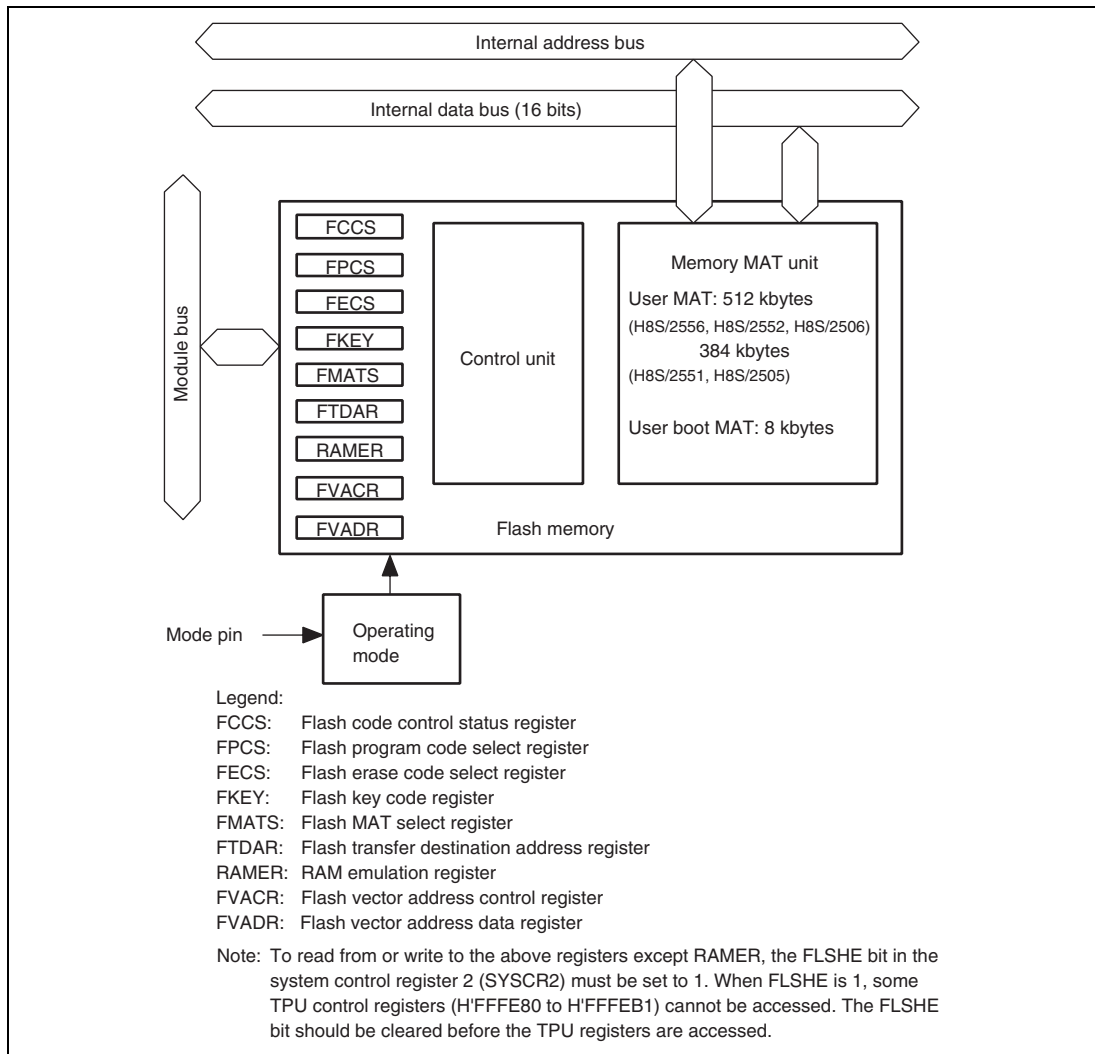 Internal address bus
Internal data bus (16 bits)
Module bus
FCCS
FPCS
FECS
FKEY
FMATS
FTDAR
RAMER
FVACR
FVADR
Control unit
Memory MAT unit
User MAT: 512 kbytes
(H8S/2556, H8S/2552, H8S/2506)
384 kbytes
(H8S/2551, H8S/2505)
User boot MAT: 8 kbytes
Flash memory
Mode pin
Operating
mode
Legend:
FCCS: Flash code control status register
FPCS: Flash program code select register
FECS: Flash erase code select register
FKEY: Flash key code register
FMATS: Flash MAT select register
FTDAR: Flash transfer destination address register
RAMER: RAM emulation register
FVACR: Flash vector address control register
FVADR: Flash vector address data register
Note: To read from or write to the above registers except RAMER, the FLSHE bit in the
system control register 2 (SYSCR2) must be set to 1. When FLSHE is 1, some
TPU control registers (H'FFFE80 to H'FFFEB1) cannot be accessed. The FLSHE
bit should be cleared before the TPU registers are accessed.